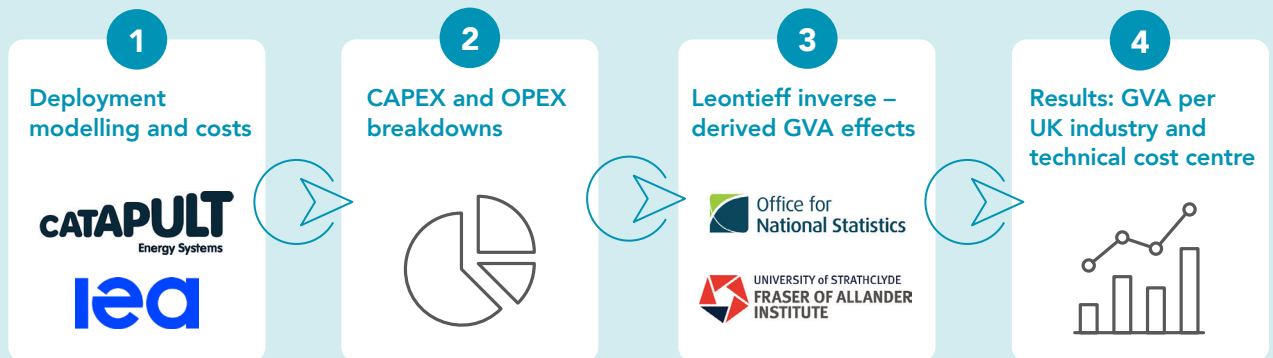 1
Deployment
modelling and costs
CATAPULT
Energy Systems
iea
2
CAPEX and OPEX
breakdowns
3
Leontieff inverse –
derived GVA effects
Office for
National Statistics
UNIVERSITY of STRATHCLYDE
FRASER OF ALLANDER
INSTITUTE
4
Results: GVA per
UK industry and
technical cost centre